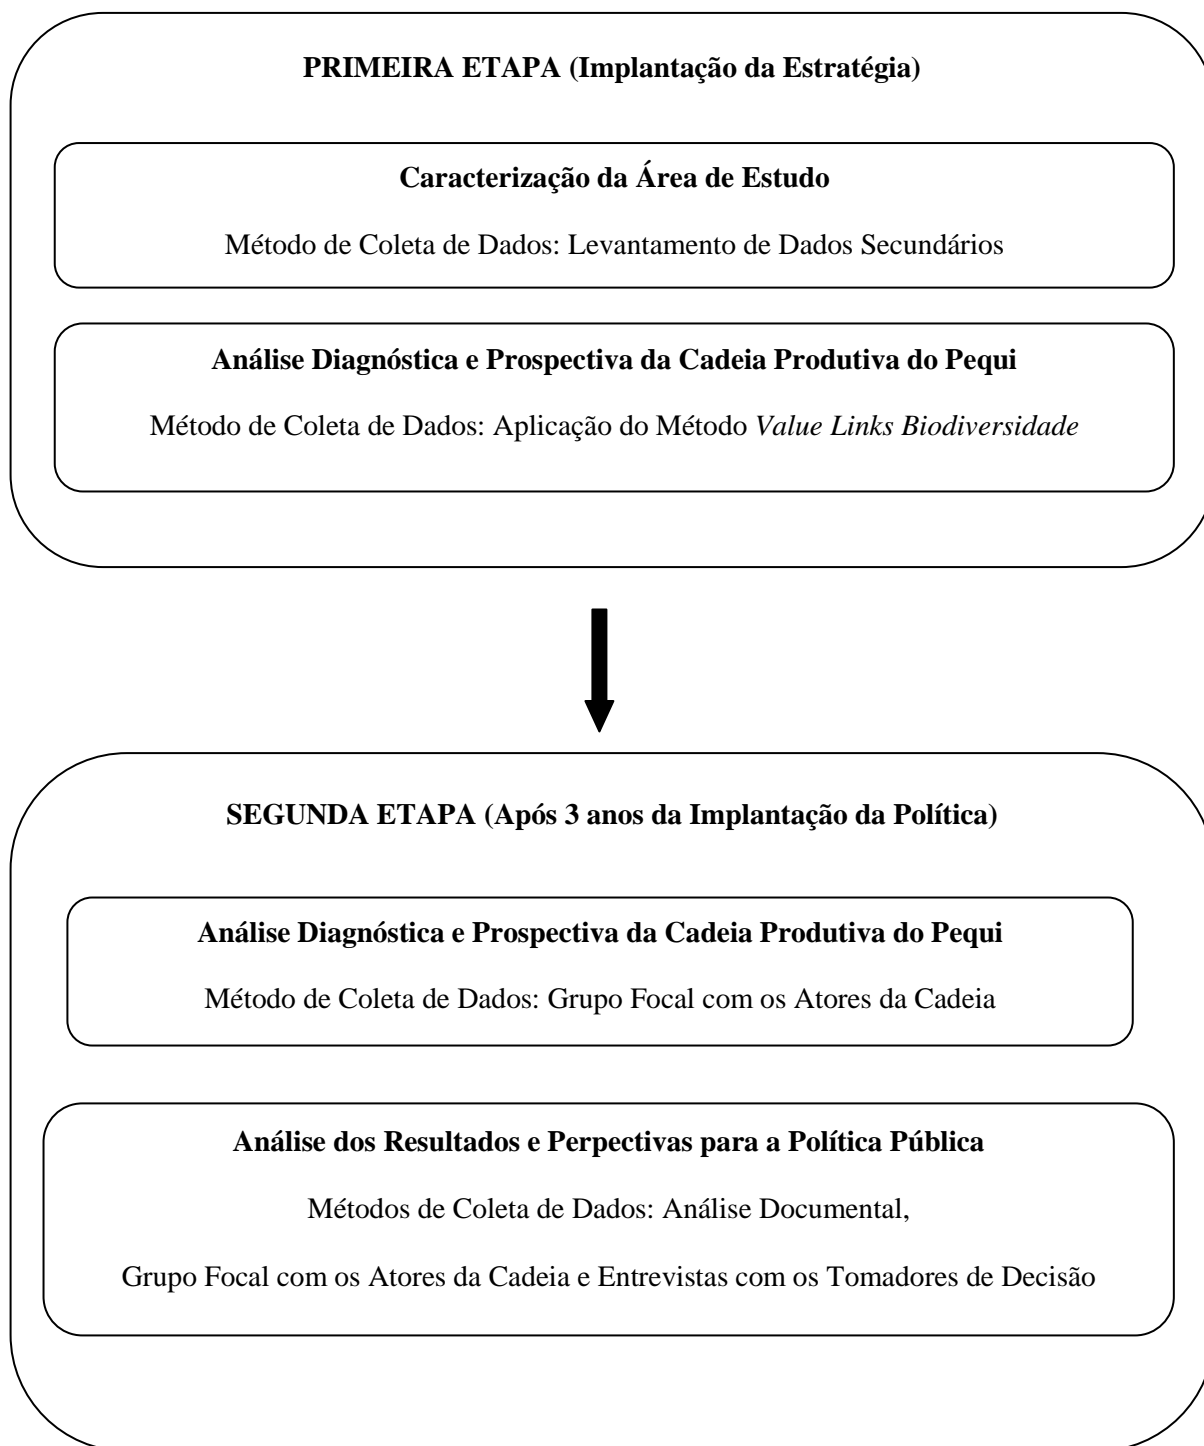 PRIMEIRA ETAPA (Implantação da Estratégia)
Caracterização da Área de Estudo
Método de Coleta de Dados: Levantamento de Dados Secundários
Análise Diagnóstica e Prospectiva da Cadeia Produtiva do Pequi
Método de Coleta de Dados: Aplicação do Método Value Links Biodiversidade
SEGUNDA ETAPA (Após 3 anos da Implantação da Política)
Análise Diagnóstica e Prospectiva da Cadeia Produtiva do Pequi
Método de Coleta de Dados: Grupo Focal com os Atores da Cadeia
Análise dos Resultados e Perpectivas para a Política Pública
Métodos de Coleta de Dados: Análise Documental,
Grupo Focal com os Atores da Cadeia e Entrevistas com os Tomadores de Decisão